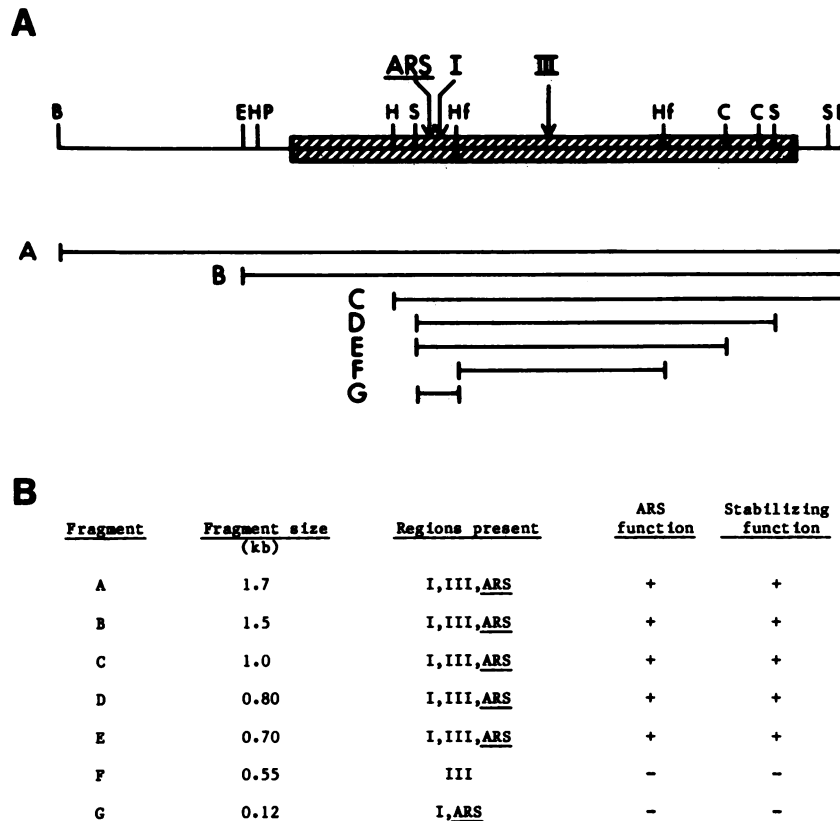 A
ARS I III
B E H P H S Hf Hf C C S S
A
B
C
D
E
F
G
B
ARS Stabilizing
Fragment Fragment size Regions present function function
(kb)
A 1.7 I,III,ARS + +
B 1.5 I,III,ARS + +
C 1.0 I,III,ARS + +
D 0.80 I,III,ARS + +
E 0.70 I,III,ARS + +
F 0.55 III - -
G 0.12 I,ARS - -